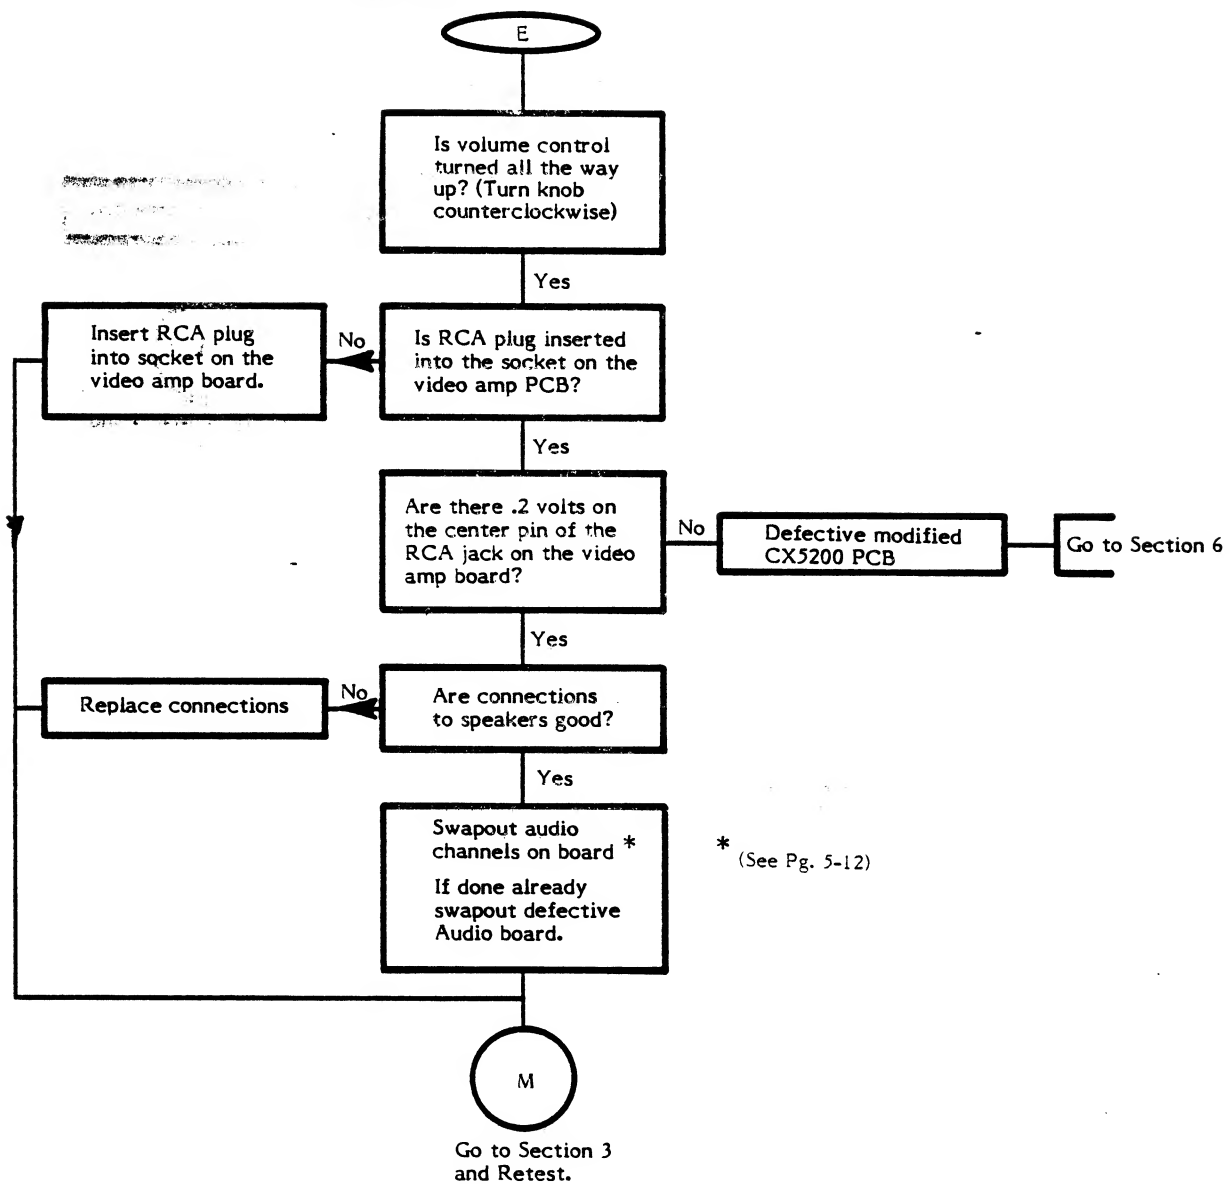 E
Is volume control
turned all the way
up? (Turn knob
counterclockwise)
Yes
Insert RCA plug
into socket on the
video amp board.
No
Is RCA plug inserted
into the socket on the
video amp PCB?
Yes
Are there .2 volts on
the center pin of the
RCA jack on the video
amp board?
No
Defective modified
CX5200 PCB
Go to Section 6
Yes
Replace connections
No
Are connections
to speakers good?
Yes
Swapout audio
channels on board *
If done already
swapout defective
Audio board.
* (See Pg. 5-12)
M
Go to Section 3
and Retest.